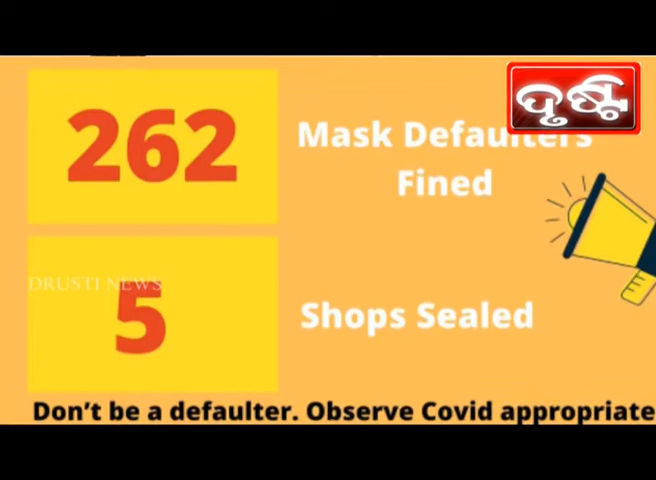 ଦୃଷ୍ଟି
262
Mask Defaulters
Fined
DRUSTI NEWS
5
Shops Sealed
Don't be a defaulter. Observe Covid appropriate